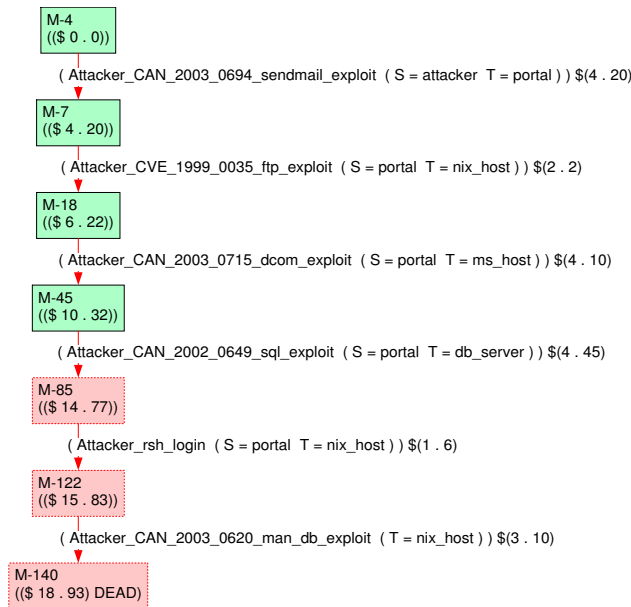 M-4
(($ 0 . 0))
( Attacker_CAN_2003_0694_sendmail_exploit ( S = attacker T = portal ) ) $(4 . 20)
M-7
(($ 4 . 20))
( Attacker_CVE_1999_0035_ftp_exploit ( S = portal T = nix_host ) ) $(2 . 2)
M-18
(($ 6 . 22))
( Attacker_CAN_2003_0715_dcom_exploit ( S = portal T = ms_host ) ) $(4 . 10)
M-45
(($ 10 . 32))
( Attacker_CAN_2002_0649_sql_exploit ( S = portal T = db_server ) ) $(4 . 45)
M-85
(($ 14 . 77))
( Attacker_rsh_login ( S = portal T = nix_host ) ) $(1 . 6)
M-122
(($ 15 . 83))
( Attacker_CAN_2003_0620_man_db_exploit ( T = nix_host ) ) $(3 . 10)
M-140
(($ 18 . 93) DEAD)